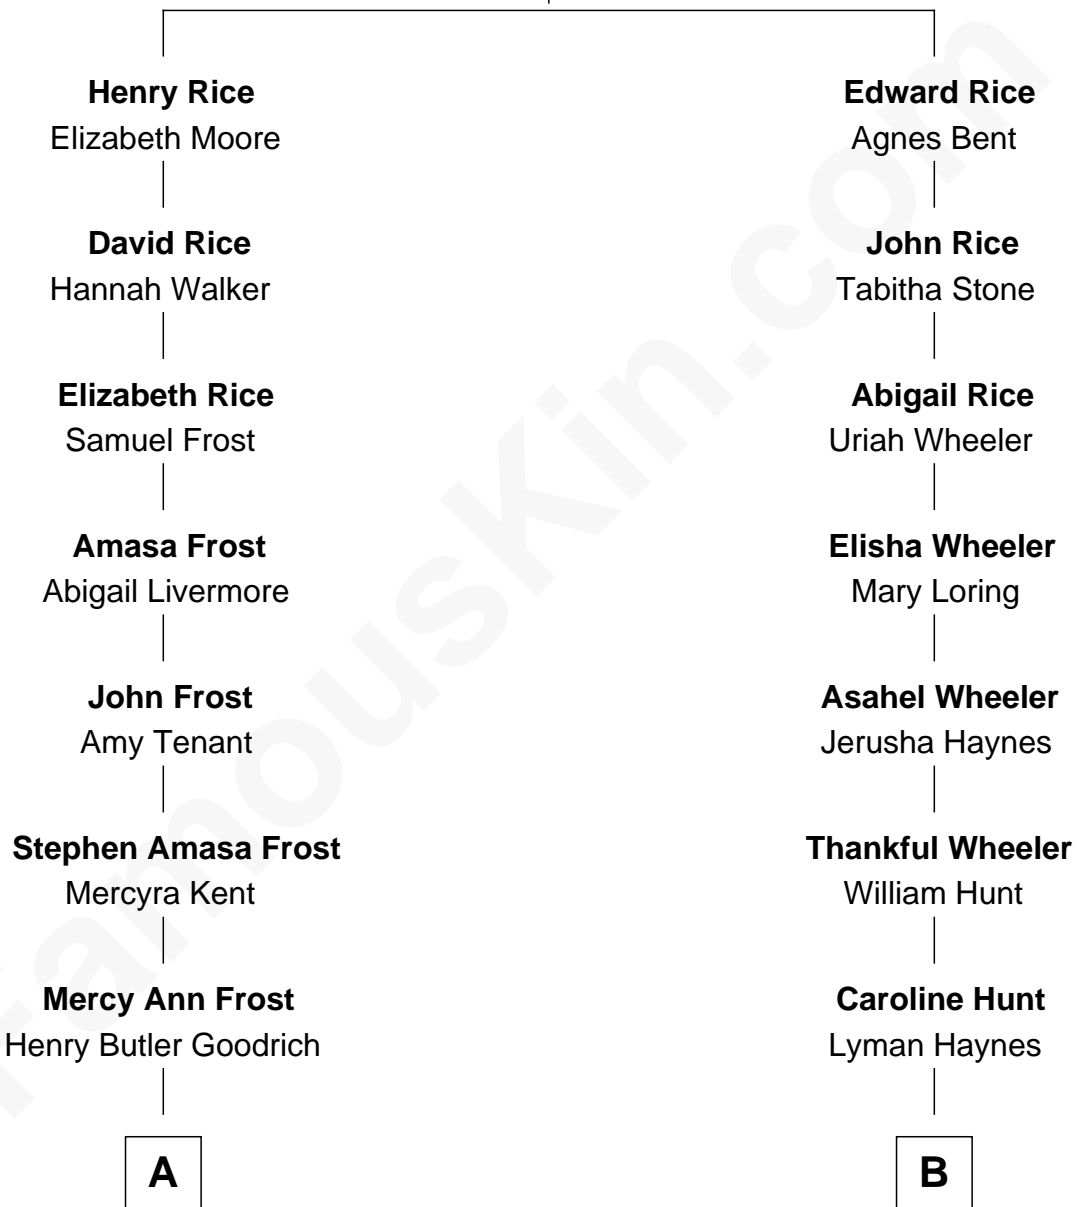 Henry Rice
Elizabeth Moore
David Rice
Hannah Walker
Elizabeth Rice
Samuel Frost
Amasa Frost
Abigail Livermore
John Frost
Amy Tenant
Stephen Amasa Frost
Mercyra Kent
Mercy Ann Frost
Henry Butler Goodrich
A
Edward Rice
Agnes Bent
John Rice
Tabitha Stone
Abigail Rice
Uriah Wheeler
Elisha Wheeler
Mary Loring
Asahel Wheeler
Jerusha Haynes
Thankful Wheeler
William Hunt
Caroline Hunt
Lyman Haynes
B
FamousKin.com